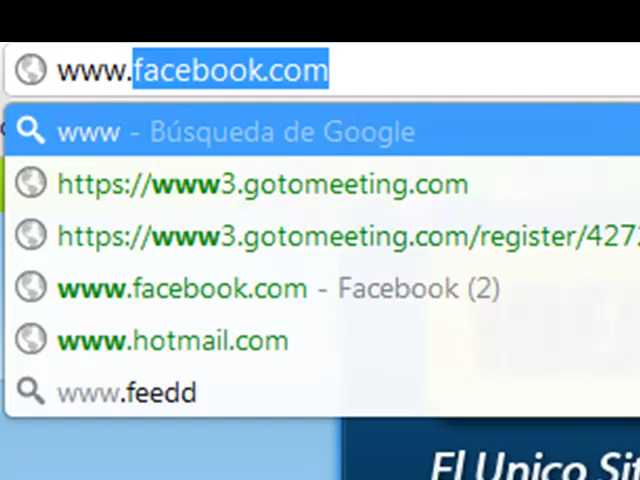 www.facebook.com
www - Búsqueda de Google
https://www3.gotomeeting.com
https://www3.gotomeeting.com/register/427
www.facebook.com - Facebook (2)
www.hotmail.com
www.feedd
El Unico Sit